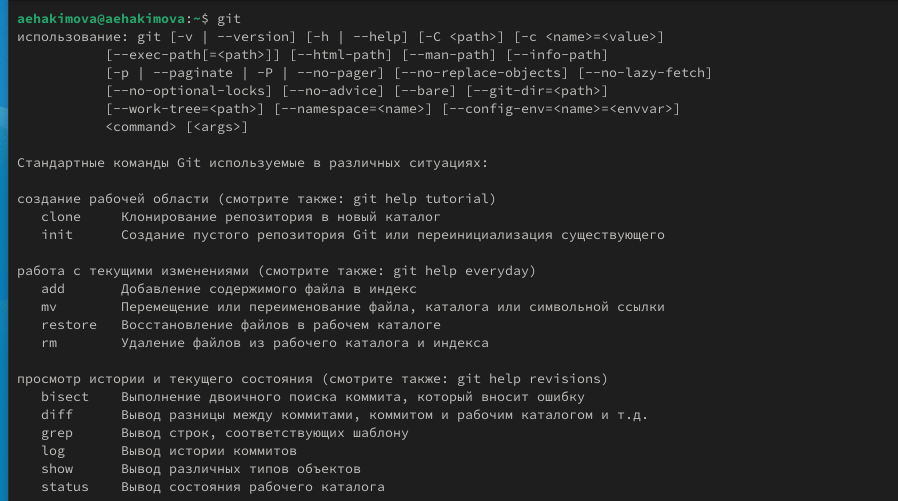 aehakimova@aehakimova:~$ git
использование: git [-v | --version] [-h | --help] [-C <path>] [-c <name>=<value>]
           [--exec-path[=<path>]] [--html-path] [--man-path] [--info-path]
           [-p | --paginate | -P | --no-pager] [--no-replace-objects] [--no-lazy-fetch]
           [--no-optional-locks] [--no-advice] [--bare] [--git-dir=<path>]
           [--work-tree=<path>] [--namespace=<name>] [--config-env=<name>=<envvar>]
           <command> [<args>]

Стандартные команды Git используемые в различных ситуациях:

создание рабочей области (смотрите также: git help tutorial)
   clone     Клонирование репозитория в новый каталог
   init      Создание пустого репозитория Git или переинициализация существующего

работа с текущими изменениями (смотрите также: git help everyday)
   add       Добавление содержимого файла в индекс
   mv        Перемещение или переименование файла, каталога или символьной ссылки
   restore   Восстановление файлов в рабочем каталоге
   rm        Удаление файлов из рабочего каталога и индекса

просмотр истории и текущего состояния (смотрите также: git help revisions)
   bisect    Выполнение двоичного поиска коммита, который вносит ошибку
   diff      Вывод разницы между коммитами, коммитом и рабочим каталогом и т.д.
   grep      Вывод строк, соответствующих шаблону
   log       Вывод истории коммитов
   show      Вывод различных типов объектов
   status    Вывод состояния рабочего каталога